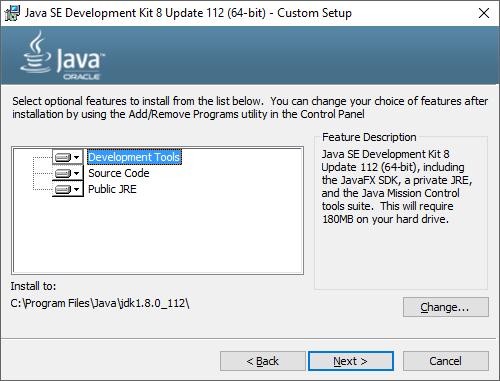 Java SE Development Kit 8 Update 112 (64-bit) - Custom Setup
Java
ORACLE
Select optional features to install from the list below.  You can change your choice of features after
installation by using the Add/Remove Programs utility in the Control Panel
Development Tools
Source Code
Public JRE
Feature Description
Java SE Development Kit 8
Update 112 (64-bit), including
the JavaFX SDK, a private JRE,
and the Java Mission Control
tools suite.  This will require
180MB on your hard drive.
Install to:
C:\Program Files\Java\jdk1.8.0_112\
Change...
< Back
Next >
Cancel